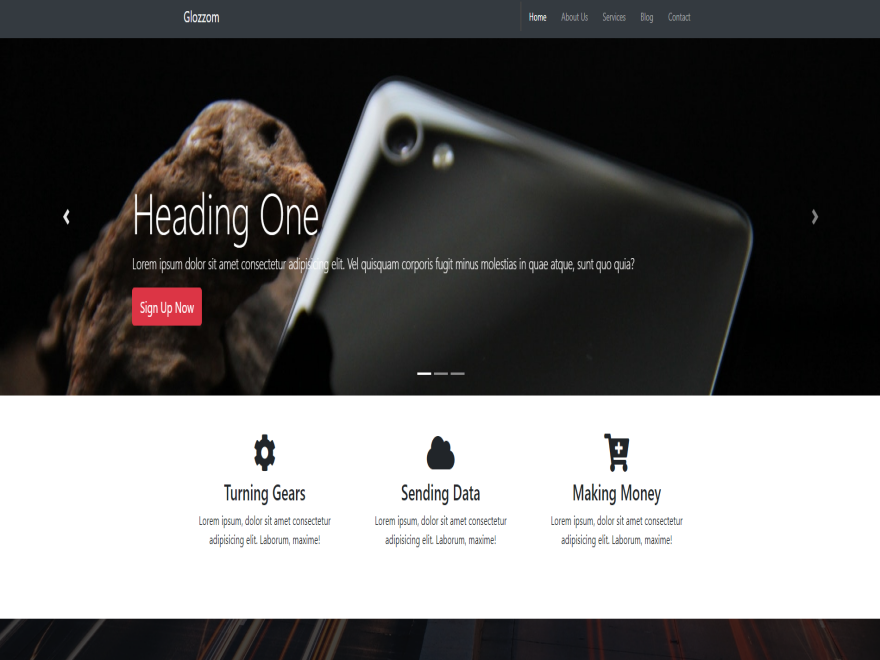 Glozzom
Home About Us Services Blog Contact
Heading One
Lorem ipsum dolor sit amet consectetur adipisicing elit. Vel quisquam corporis fugit minus molestias in quae atque, sunt quo quia?
Sign Up Now
Turning Gears
Lorem ipsum, dolor sit amet consectetur
adipisicing elit. Laborum, maxime!
Sending Data
Lorem ipsum, dolor sit amet consectetur
adipisicing elit. Laborum, maxime!
Making Money
Lorem ipsum, dolor sit amet consectetur
adipisicing elit. Laborum, maxime!